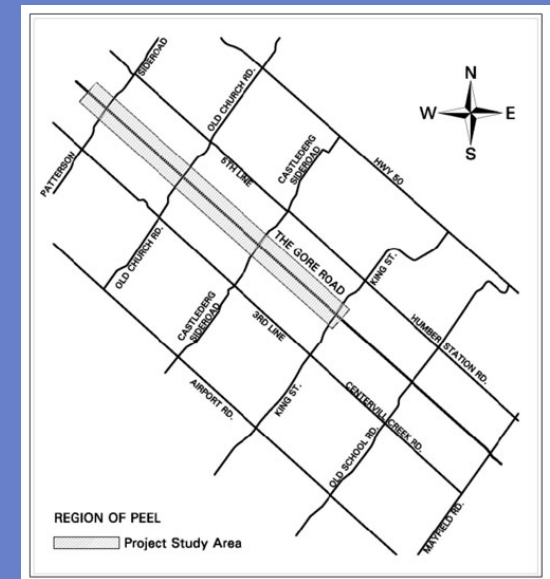 SIDEROAD
PATTERSON
OLD CHURCH RD.
5TH LINE
CASTLEDERG
SIDEROAD
HWY 50
N
W E
S
THE GORE ROAD
KING ST.
OLD CHURCH RD.
CASTLEDERG
SIDEROAD
3RD LINE
HUMBER STATION RD.
AIRPORT RD.
KING ST.
CENTERVILL CREEK RD.
OLD SCHOOL RD.
MAYFIELD RD.
REGION OF PEEL
Project Study Area